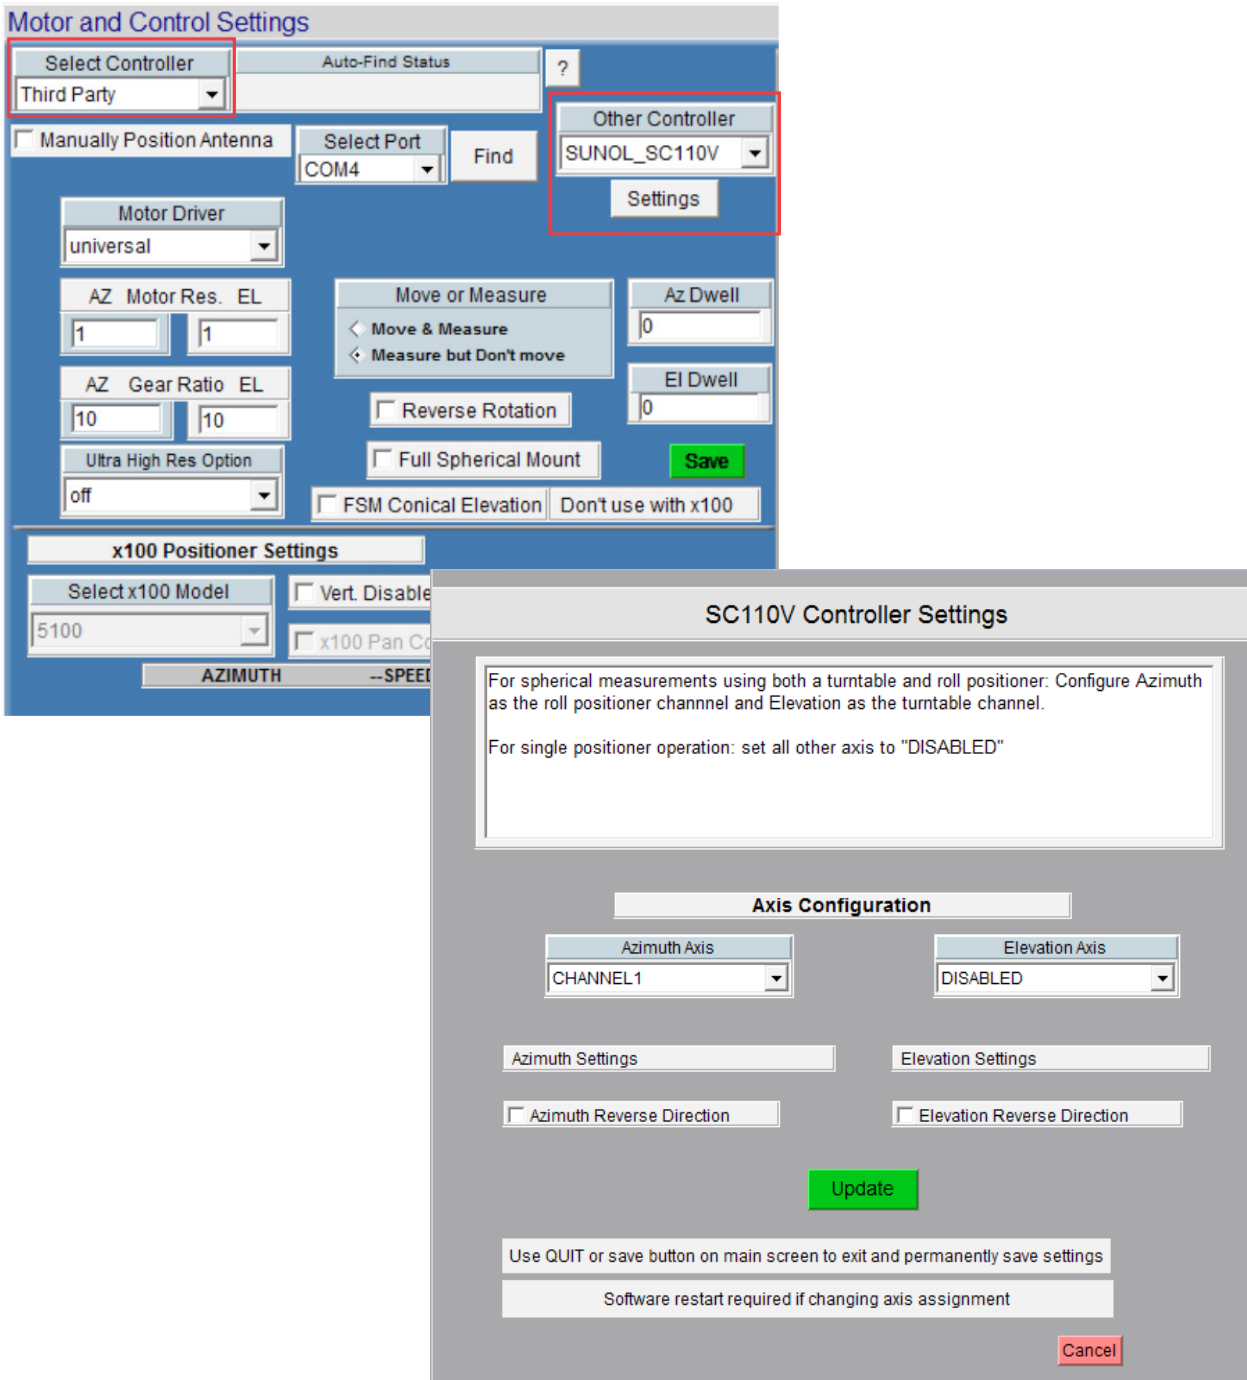 Motor and Control Settings
Select Controller
Auto-Find Status
?
Third Party
Other Controller
Manually Position Antenna
Select Port
Find
SUNOL_SC110V
COM4
Settings
Motor Driver
universal
AZ Motor Res. EL
1 1
Move or Measure
Move & Measure
Measure but Don't move
Az Dwell
0
AZ Gear Ratio EL
10 10
El Dwell
0
Reverse Rotation
Ultra High Res Option
off
Full Spherical Mount
Save
FSM Conical Elevation
Don't use with x100
x100 Positioner Settings
Select x100 Model
5100
Vert. Disable
x100 Pan Co
AZIMUTH --SPEED
SC110V Controller Settings
For spherical measurements using both a turntable and roll positioner: Configure Azimuth
as the roll positioner channnel and Elevation as the turntable channel.
For single positioner operation: set all other axis to "DISABLED"
Axis Configuration
Azimuth Axis
CHANNEL1
Elevation Axis
DISABLED
Azimuth Settings
Elevation Settings
Azimuth Reverse Direction
Elevation Reverse Direction
Update
Use QUIT or save button on main screen to exit and permanently save settings
Software restart required if changing axis assignment
Cancel